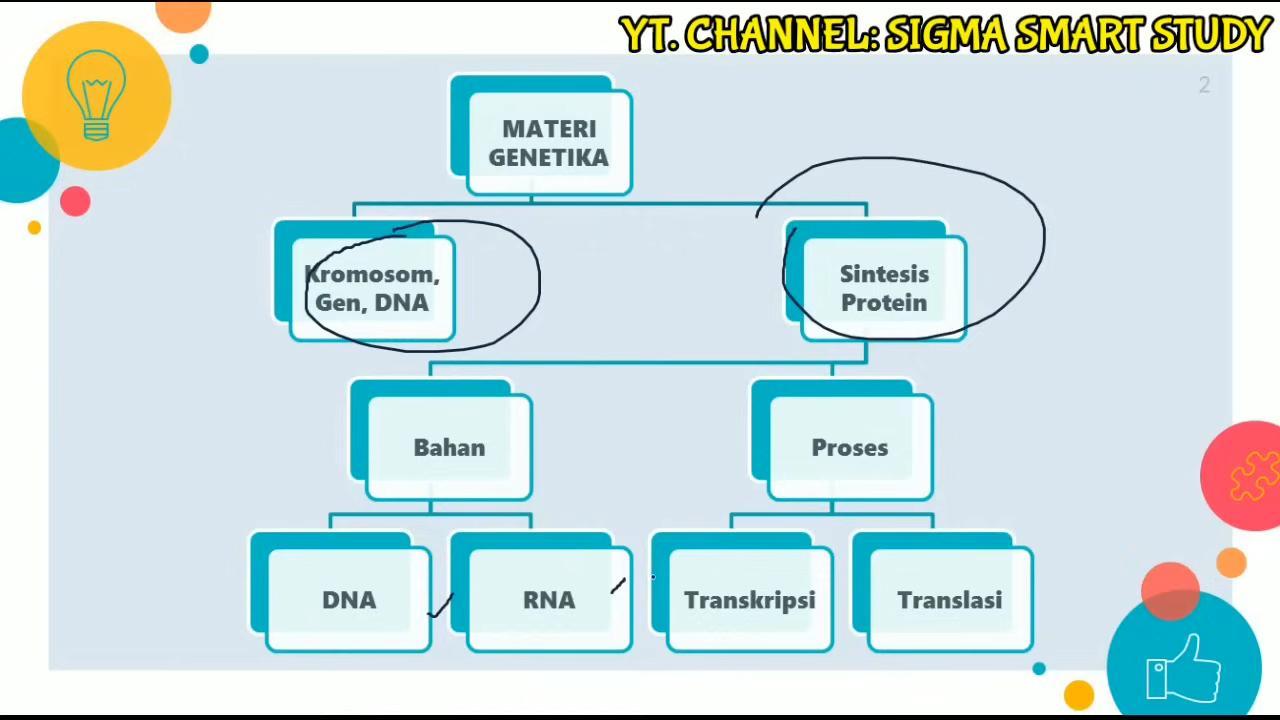 YT. CHANNEL: SIGMA SMART STUDY
2
MATERI
GENETIKA
Kromosom,
Gen, DNA
Sintesis
Protein
Bahan
Proses
DNA
RNA
Transkripsi
Translasi